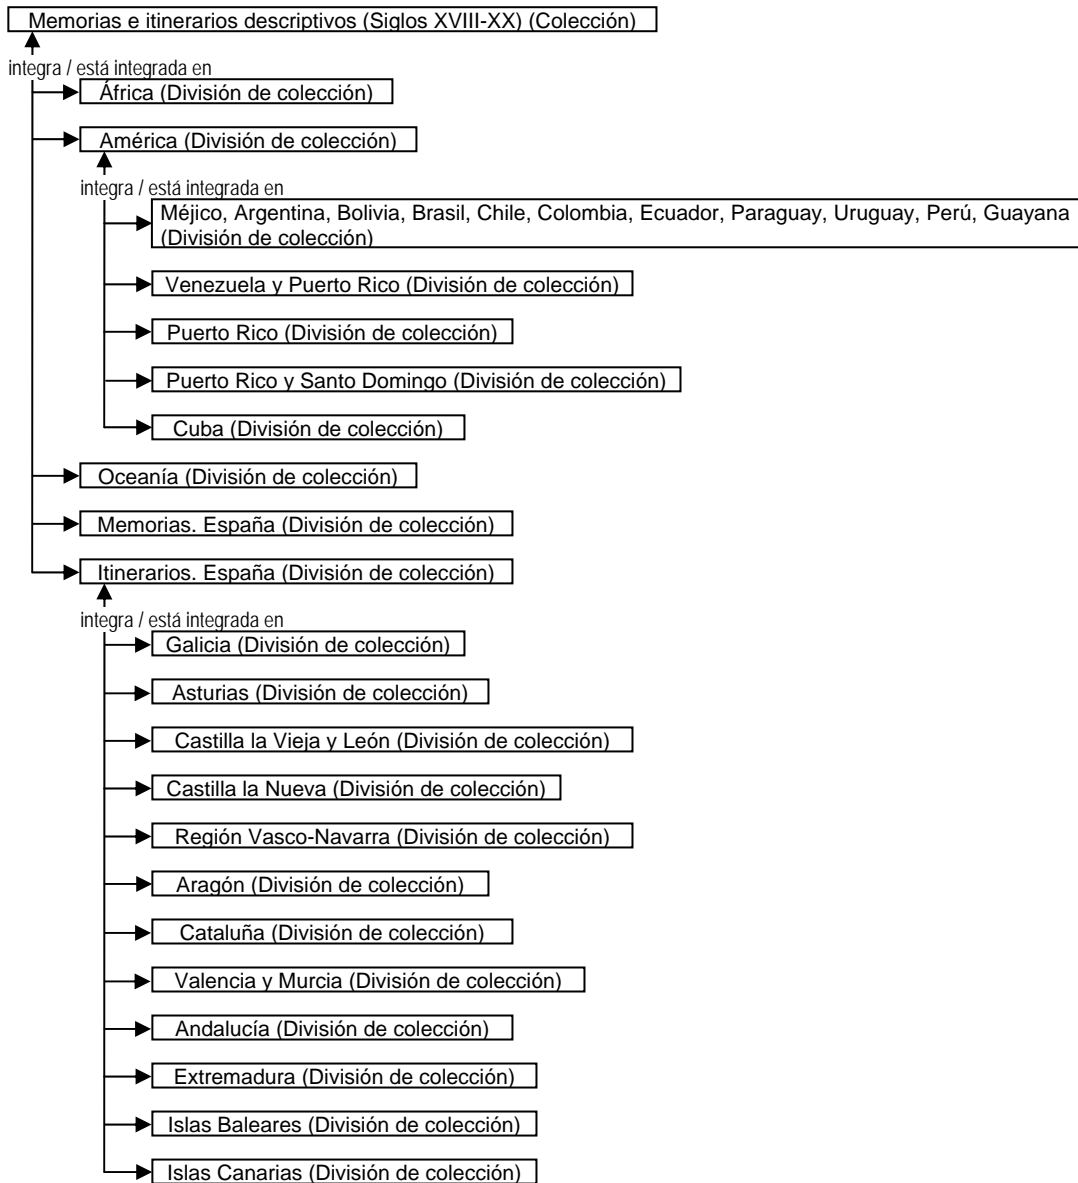 Memorias e itinerarios descriptivos (Siglos XVIII-XX) (Colección)
integra / está integrada en
África (División de colección)
América (División de colección)
integra / está integrada en
Méjico, Argentina, Bolivia, Brasil, Chile, Colombia, Ecuador, Paraguay, Uruguay, Perú, Guayana
(División de colección)
Venezuela y Puerto Rico (División de colección)
Puerto Rico (División de colección)
Puerto Rico y Santo Domingo (División de colección)
Cuba (División de colección)
Oceanía (División de colección)
Memorias. España (División de colección)
Itinerarios. España (División de colección)
integra / está integrada en
Galicia (División de colección)
Asturias (División de colección)
Castilla la Vieja y León (División de colección)
Castilla la Nueva (División de colección)
Región Vasco-Navarra (División de colección)
Aragón (División de colección)
Cataluña (División de colección)
Valencia y Murcia (División de colección)
Andalucía (División de colección)
Extremadura (División de colección)
Islas Baleares (División de colección)
Islas Canarias (División de colección)